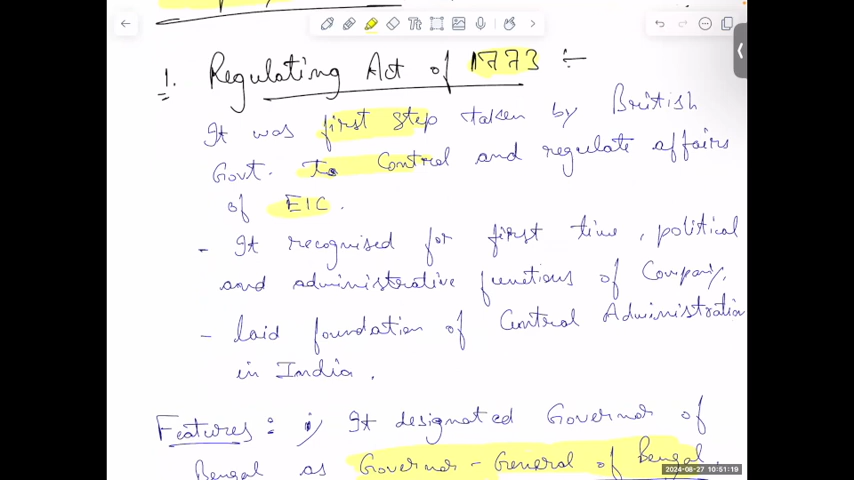 1. Regulating Act of 1773 :-
It was first step taken by British
Govt. to Control and regulate affairs
of EIC.
- It recognised for first time, political
and administrative functions of Company.
- laid foundation of Central Administration
in India.
Features: i) It designated Governor of
Bengal as Governor-General of Bengal.
2024-08-27 10:51:19